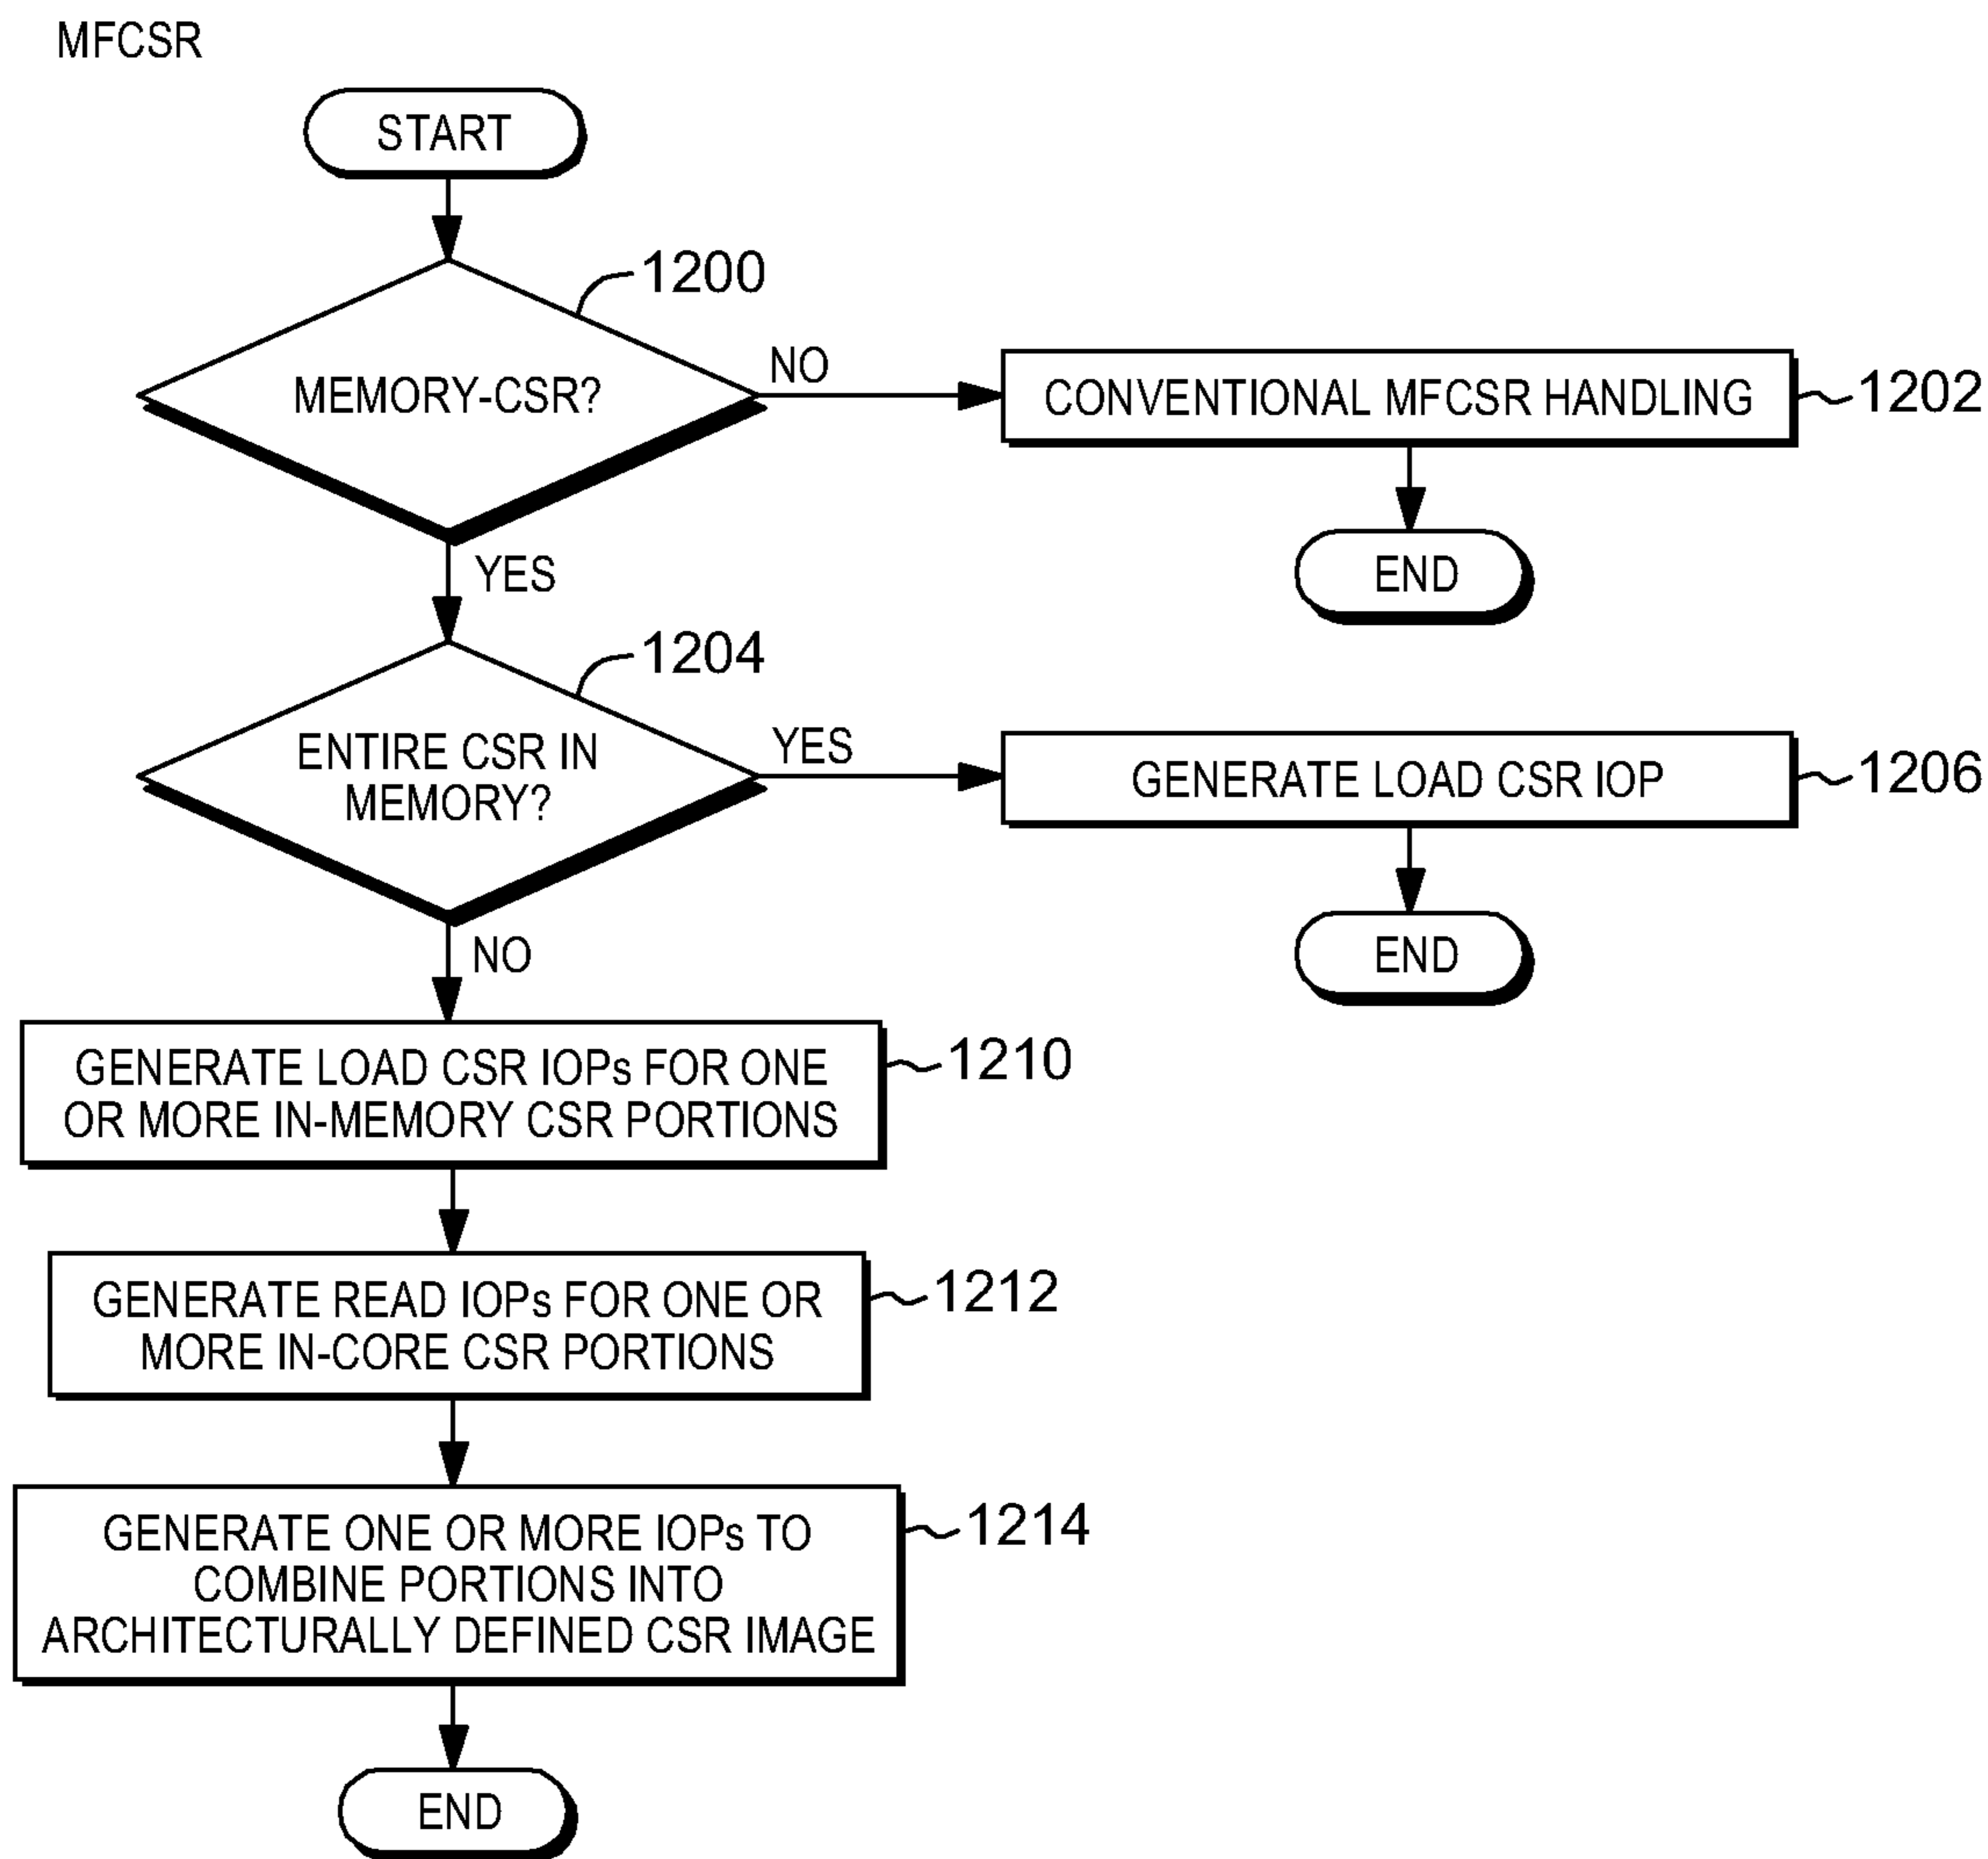 MFCSR
START
1200
MEMORY-CSR?
NO
CONVENTIONAL MFCSR HANDLING
1202
END
YES
1204
ENTIRE CSR IN
MEMORY?
YES
GENERATE LOAD CSR IOP
1206
END
NO
GENERATE LOAD CSR IOPs FOR ONE
OR MORE IN-MEMORY CSR PORTIONS
1210
GENERATE READ IOPs FOR ONE OR
MORE IN-CORE CSR PORTIONS
1212
GENERATE ONE OR MORE IOPs TO
COMBINE PORTIONS INTO
ARCHITECTURALLY DEFINED CSR IMAGE
1214
END